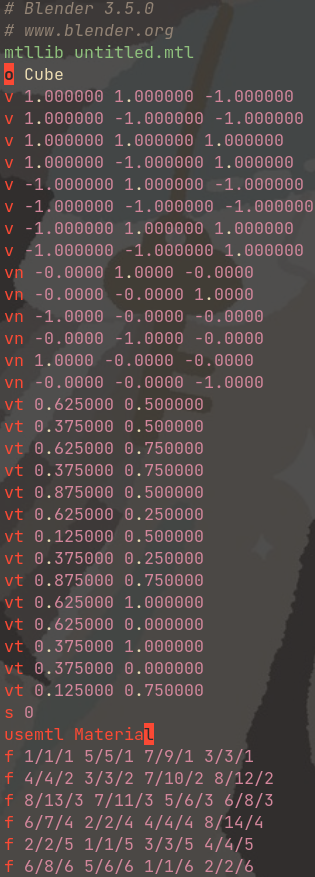 # Blender 3.5.0
# www.blender.org
mtllib untitled.mtl
o Cube
v 1.000000 1.000000 -1.000000
v 1.000000 -1.000000 -1.000000
v 1.000000 1.000000 1.000000
v 1.000000 -1.000000 1.000000
v -1.000000 1.000000 -1.000000
v -1.000000 -1.000000 -1.000000
v -1.000000 1.000000 1.000000
v -1.000000 -1.000000 1.000000
vn -0.0000 1.0000 -0.0000
vn -0.0000 -0.0000 1.0000
vn -1.0000 -0.0000 -0.0000
vn -0.0000 -1.0000 -0.0000
vn 1.0000 -0.0000 -0.0000
vn -0.0000 -0.0000 -1.0000
vt 0.625000 0.500000
vt 0.375000 0.500000
vt 0.625000 0.750000
vt 0.375000 0.750000
vt 0.875000 0.500000
vt 0.625000 0.250000
vt 0.125000 0.500000
vt 0.375000 0.250000
vt 0.875000 0.750000
vt 0.625000 1.000000
vt 0.625000 0.000000
vt 0.375000 1.000000
vt 0.375000 0.000000
vt 0.125000 0.750000
s 0
usemtl Material
f 1/1/1 5/5/1 7/9/1 3/3/1
f 4/4/2 3/3/2 7/10/2 8/12/2
f 8/13/3 7/11/3 5/6/3 6/8/3
f 6/7/4 2/2/4 4/4/4 8/14/4
f 2/2/5 1/1/5 3/3/5 4/4/5
f 6/8/6 5/6/6 1/1/6 2/2/6